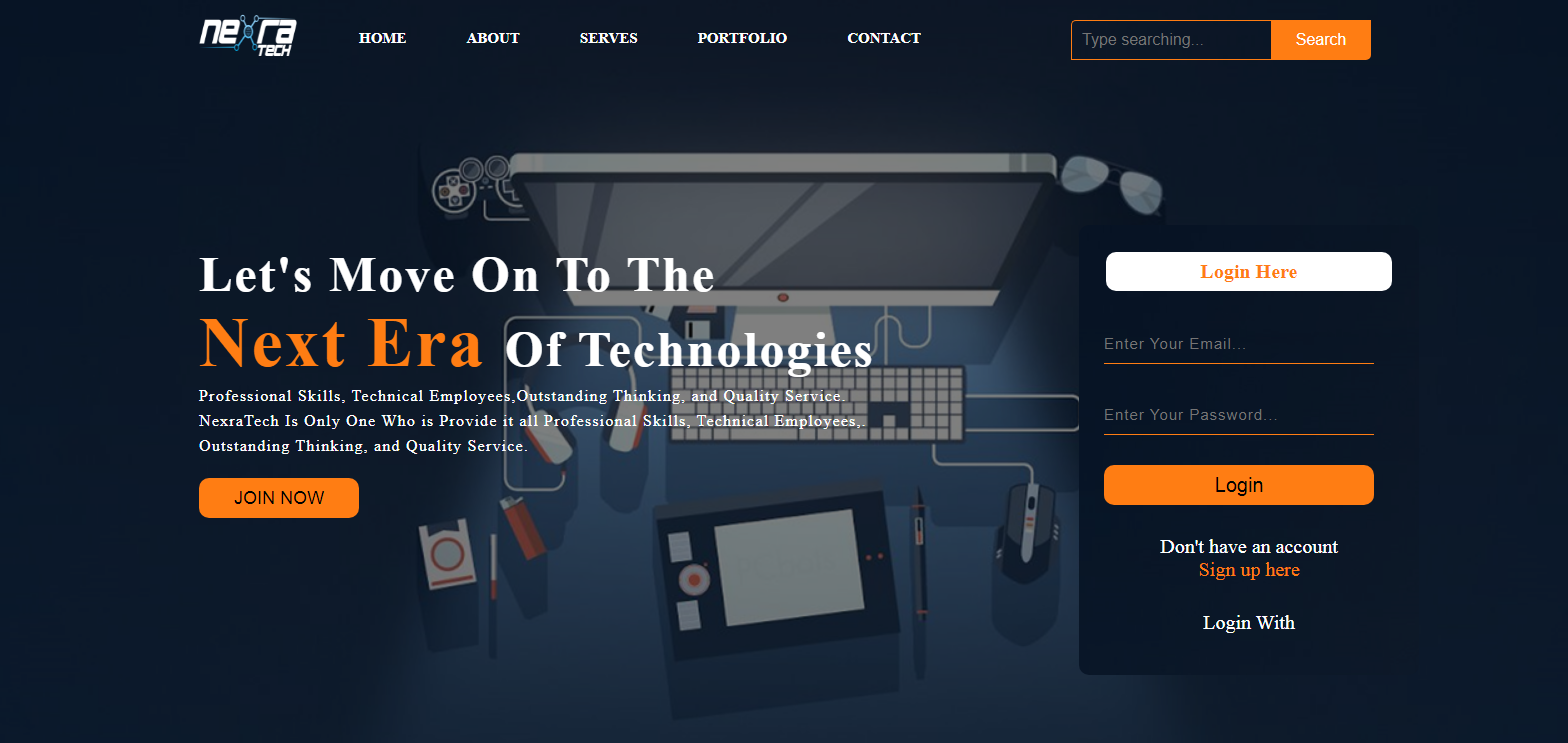 nexra
TECH
HOME
ABOUT
SERVES
PORTFOLIO
CONTACT
Type searching...
Search
Let's Move On To The
Next Era Of Technologies
Professional Skills, Technical Employees,Outstanding Thinking, and Quality Service.
NexraTech Is Only One Who is Provide it all Professional Skills, Technical Employees,.
Outstanding Thinking, and Quality Service.
JOIN NOW
Login Here
Enter Your Email...
Enter Your Password...
Login
Don't have an account
Sign up here
Login With